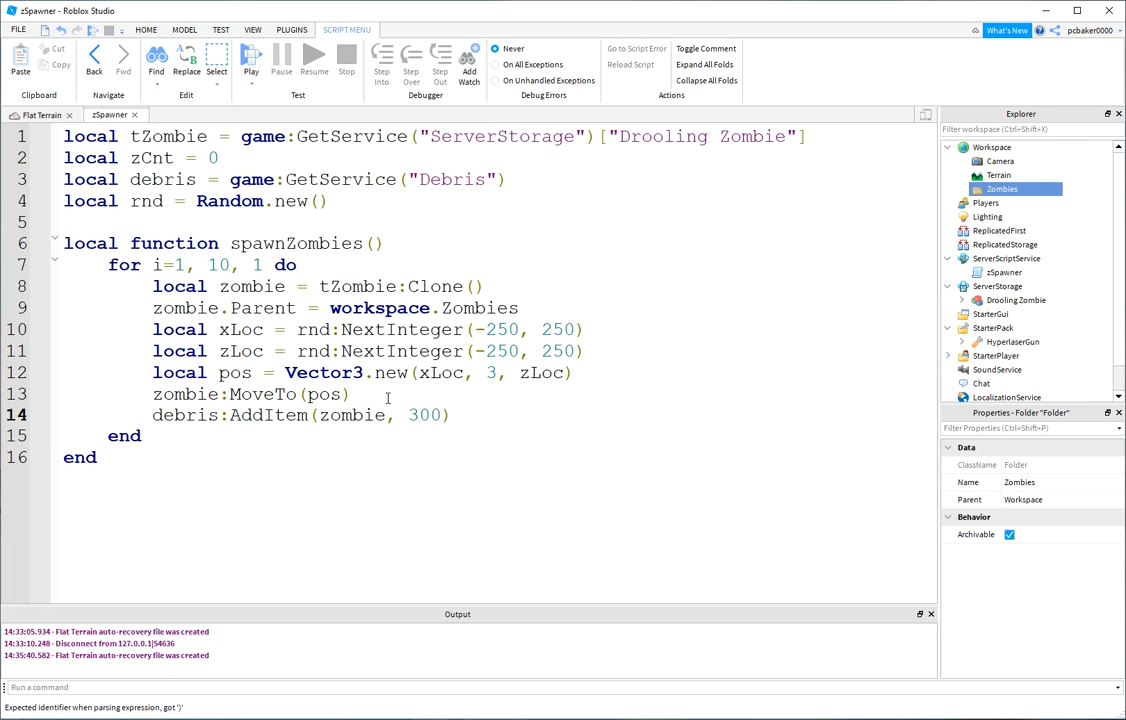 zSpawner - Roblox Studio
FILE HOME MODEL TEST VIEW PLUGINS SCRIPT MENU What's New pcbaker0000
Paste Cut Copy Back Fwd Find Replace Select Play Pause Resume Stop Step Into Step Over Step Out Add Watch
Never
On All Exceptions
On Unhandled Exceptions
Go to Script Error
Reload Script
Toggle Comment
Expand All Folds
Collapse All Folds
Clipboard Navigate Edit Test Debugger Debug Errors Actions
Flat Terrain zSpawner
1 local tZombie = game:GetService("ServerStorage")["Drooling Zombie"]
2 local zCnt = 0
3 local debris = game:GetService("Debris")
4 local rnd = Random.new()
5
6 local function spawnZombies()
7 for i=1, 10, 1 do
8 local zombie = tZombie:Clone()
9 zombie.Parent = workspace.Zombies
10 local xLoc = rnd:NextInteger(-250, 250)
11 local zLoc = rnd:NextInteger(-250, 250)
12 local pos = Vector3.new(xLoc, 3, zLoc)
13 zombie:MoveTo(pos)
14 debris:AddItem(zombie, 300)
15 end
16 end
Explorer
Filter workspace (Ctrl+Shift+X)
Workspace
Camera
Terrain
Zombies
Players
Lighting
ReplicatedFirst
ReplicatedStorage
ServerScriptService
zSpawner
ServerStorage
Drooling Zombie
StarterGui
StarterPack
HyperlaserGun
StarterPlayer
SoundService
Chat
LocalizationService
Properties - Folder "Folder"
Filter Properties (Ctrl+Shift+P)
Data
ClassName Folder
Name Zombies
Parent Workspace
Behavior
Archivable
Output
14:33:05.934 - Flat Terrain auto-recovery file was created
14:33:10.248 - Disconnect from 127.0.0.1|54636
14:35:40.582 - Flat Terrain auto-recovery file was created
Run a command
Expected identifier when parsing expression, got ')'